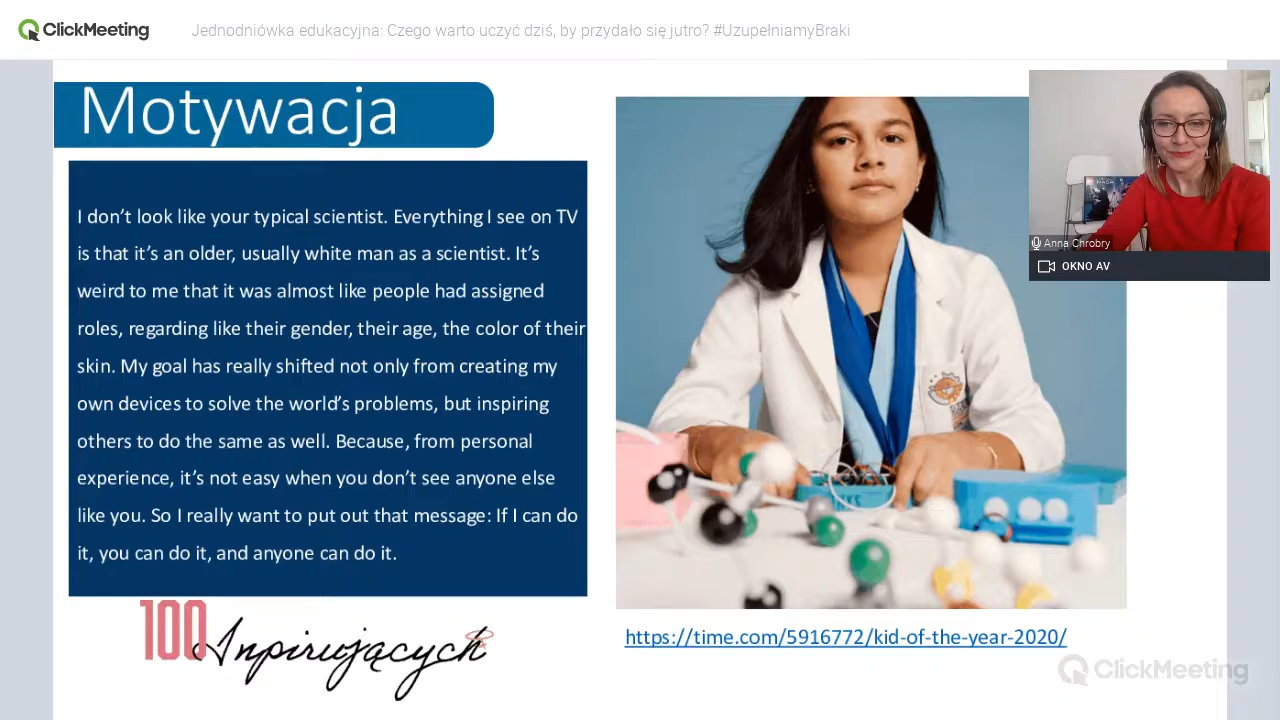 ClickMeeting
Jednodniówka edukacyjna: Czego warto uczyć dziś, by przydało się jutro? #UzupełniamyBraki
Motywacja
I don’t look like your typical scientist. Everything I see on TV
is that it’s an older, usually white man as a scientist. It’s
weird to me that it was almost like people had assigned
roles, regarding like their gender, their age, the color of their
skin. My goal has really shifted not only from creating my
own devices to solve the world’s problems, but inspiring
others to do the same as well. Because, from personal
experience, it’s not easy when you don’t see anyone else
like you. So I really want to put out that message: If I can do
it, you can do it, and anyone can do it.
100
Inpirujących
https://time.com/5916772/kid-of-the-year-2020/
Anna Chrobry
OKNO AV
ClickMeeting